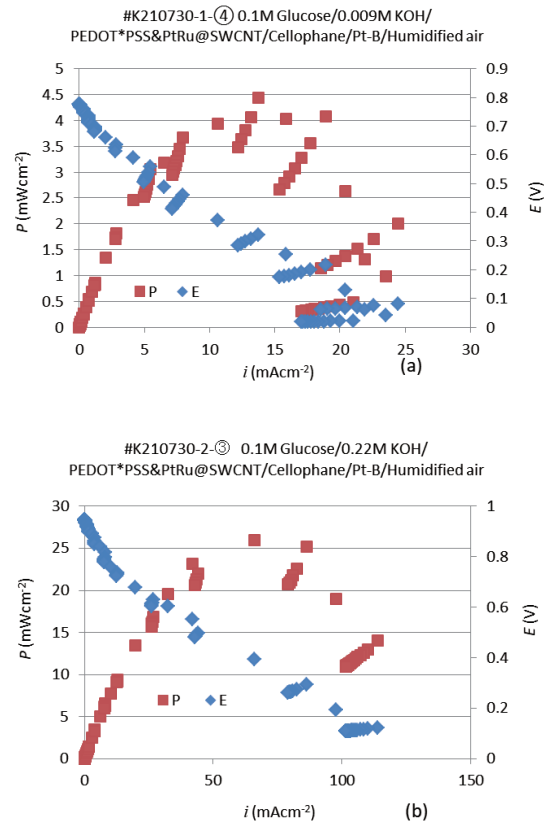 #K210730-1-④ 0.1M Glucose/0.009M KOH/
PEDOT*PSS&PtRu@SWCNT/Cellophane/Pt-B/Humidified air
5
4.5
4
3.5
3
2.5
2
1.5
1
0.5
0
P (mWcm-2)
0.9
0.8
0.7
0.6
0.5
0.4
0.3
0.2
0.1
0
E (V)
P E
0 5 10 15 20 25 30
i (mAcm-2)
(a)
#K210730-2-③ 0.1M Glucose/0.22M KOH/
PEDOT*PSS&PtRu@SWCNT/Cellophane/Pt-B/Humidified air
30
25
20
15
10
5
0
P (mWcm-2)
1
0.8
0.6
0.4
0.2
0
E (V)
P E
0 50 100 150
i (mAcm-2)
(b)